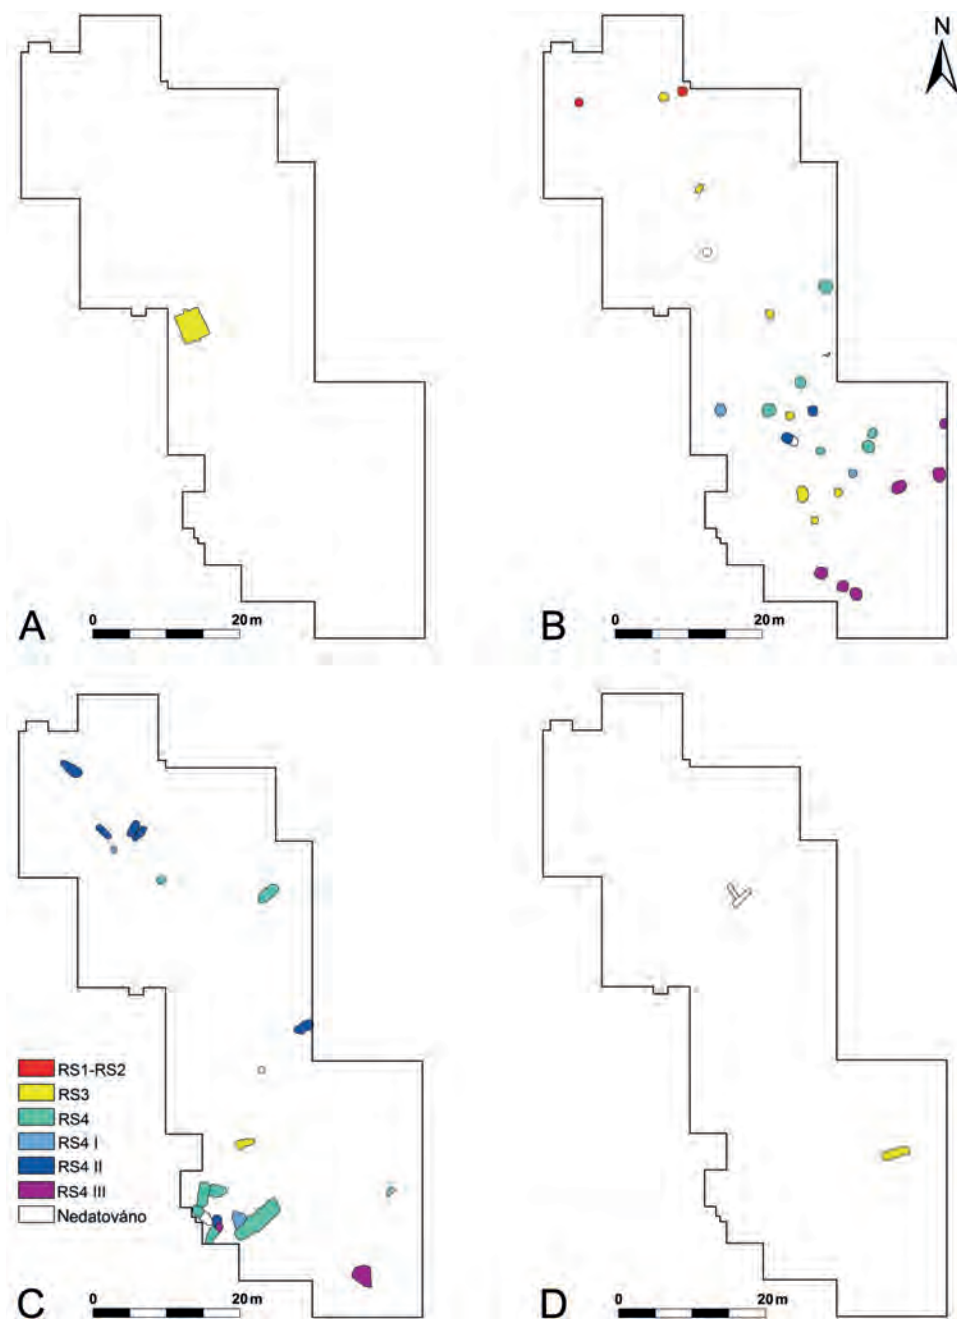 N
A
0 20 m
B
0 20 m
RS1-RS2
RS3
RS4
RS4 I
RS4 II
RS4 III
Nedatováno
C
0 20 m
D
0 20 m